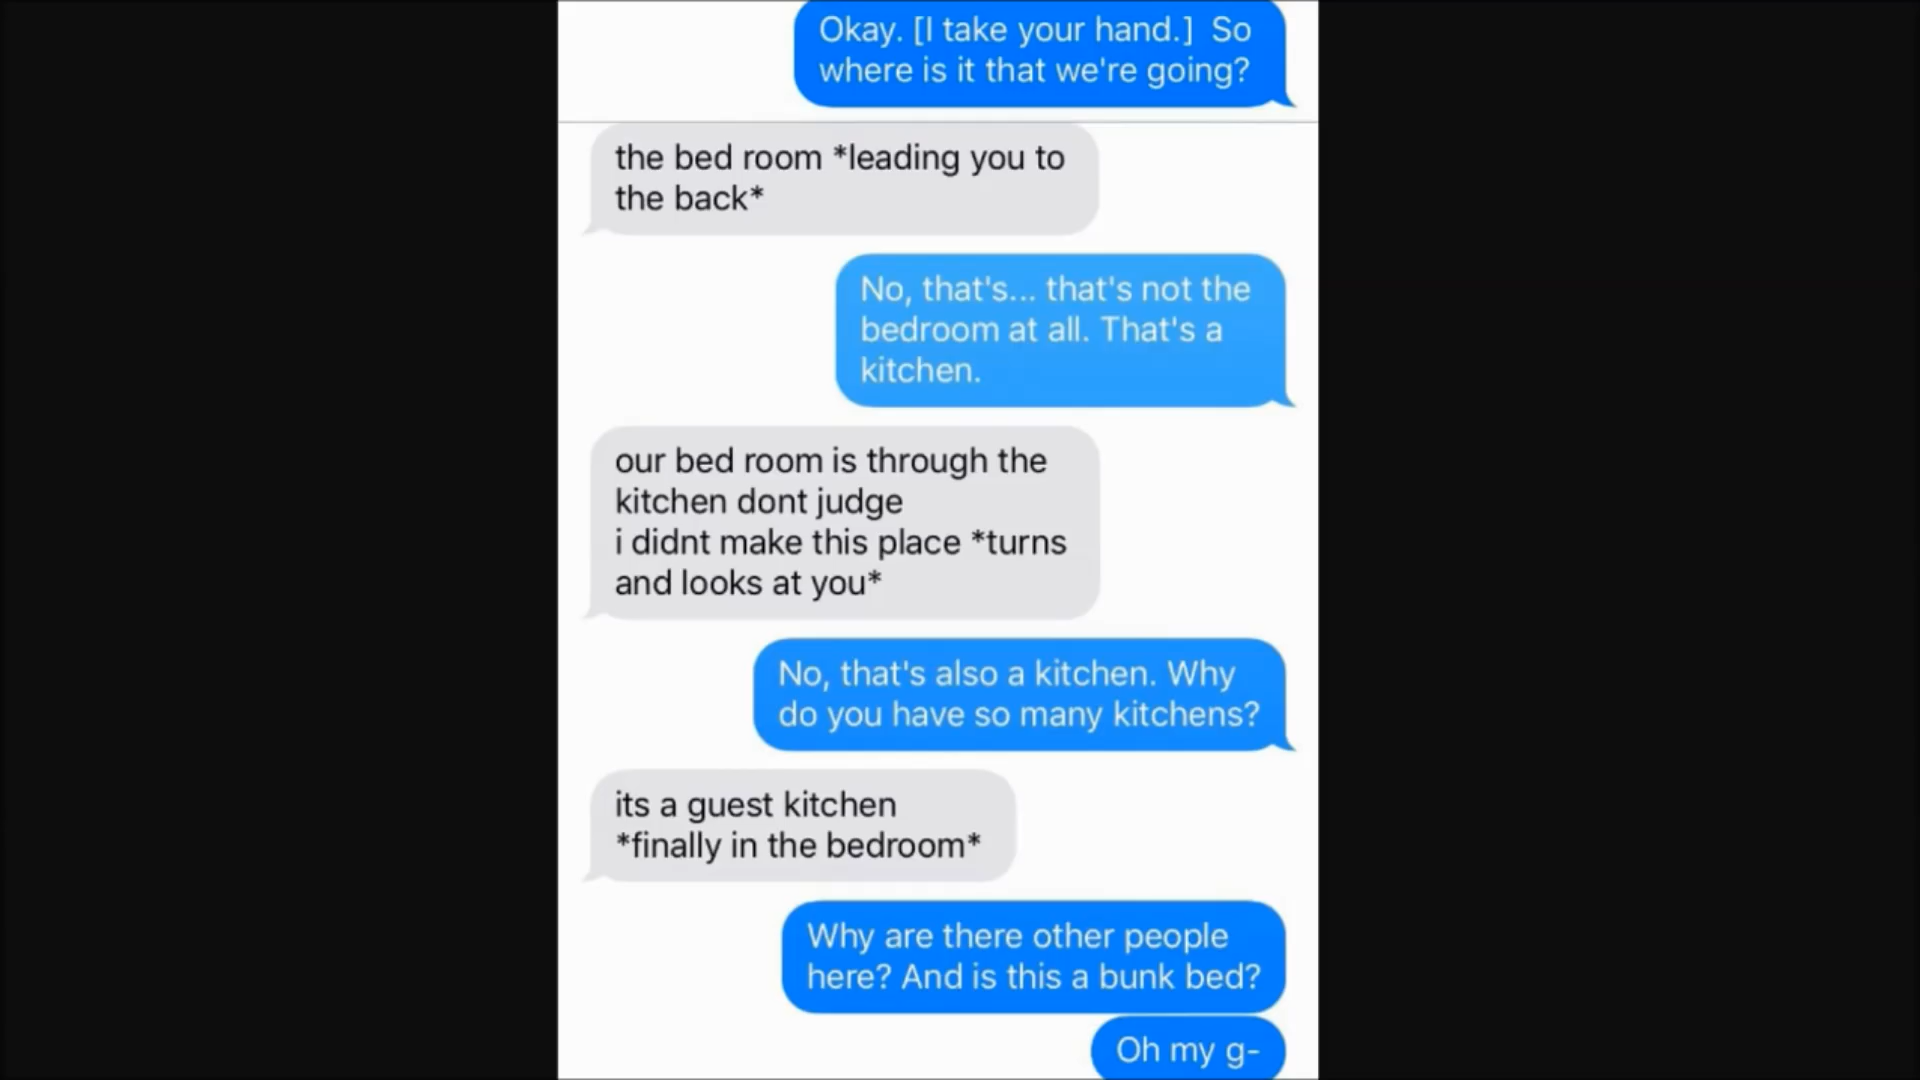 Okay. [I take your hand.]  So
where is it that we're going?
the bed room *leading you to
the back*
No, that's... that's not the
bedroom at all. That's a
kitchen.
our bed room is through the
kitchen dont judge
i didnt make this place *turns
and looks at you*
No, that's also a kitchen. Why
do you have so many kitchens?
its a guest kitchen
*finally in the bedroom*
Why are there other people
here? And is this a bunk bed?
Oh my g-